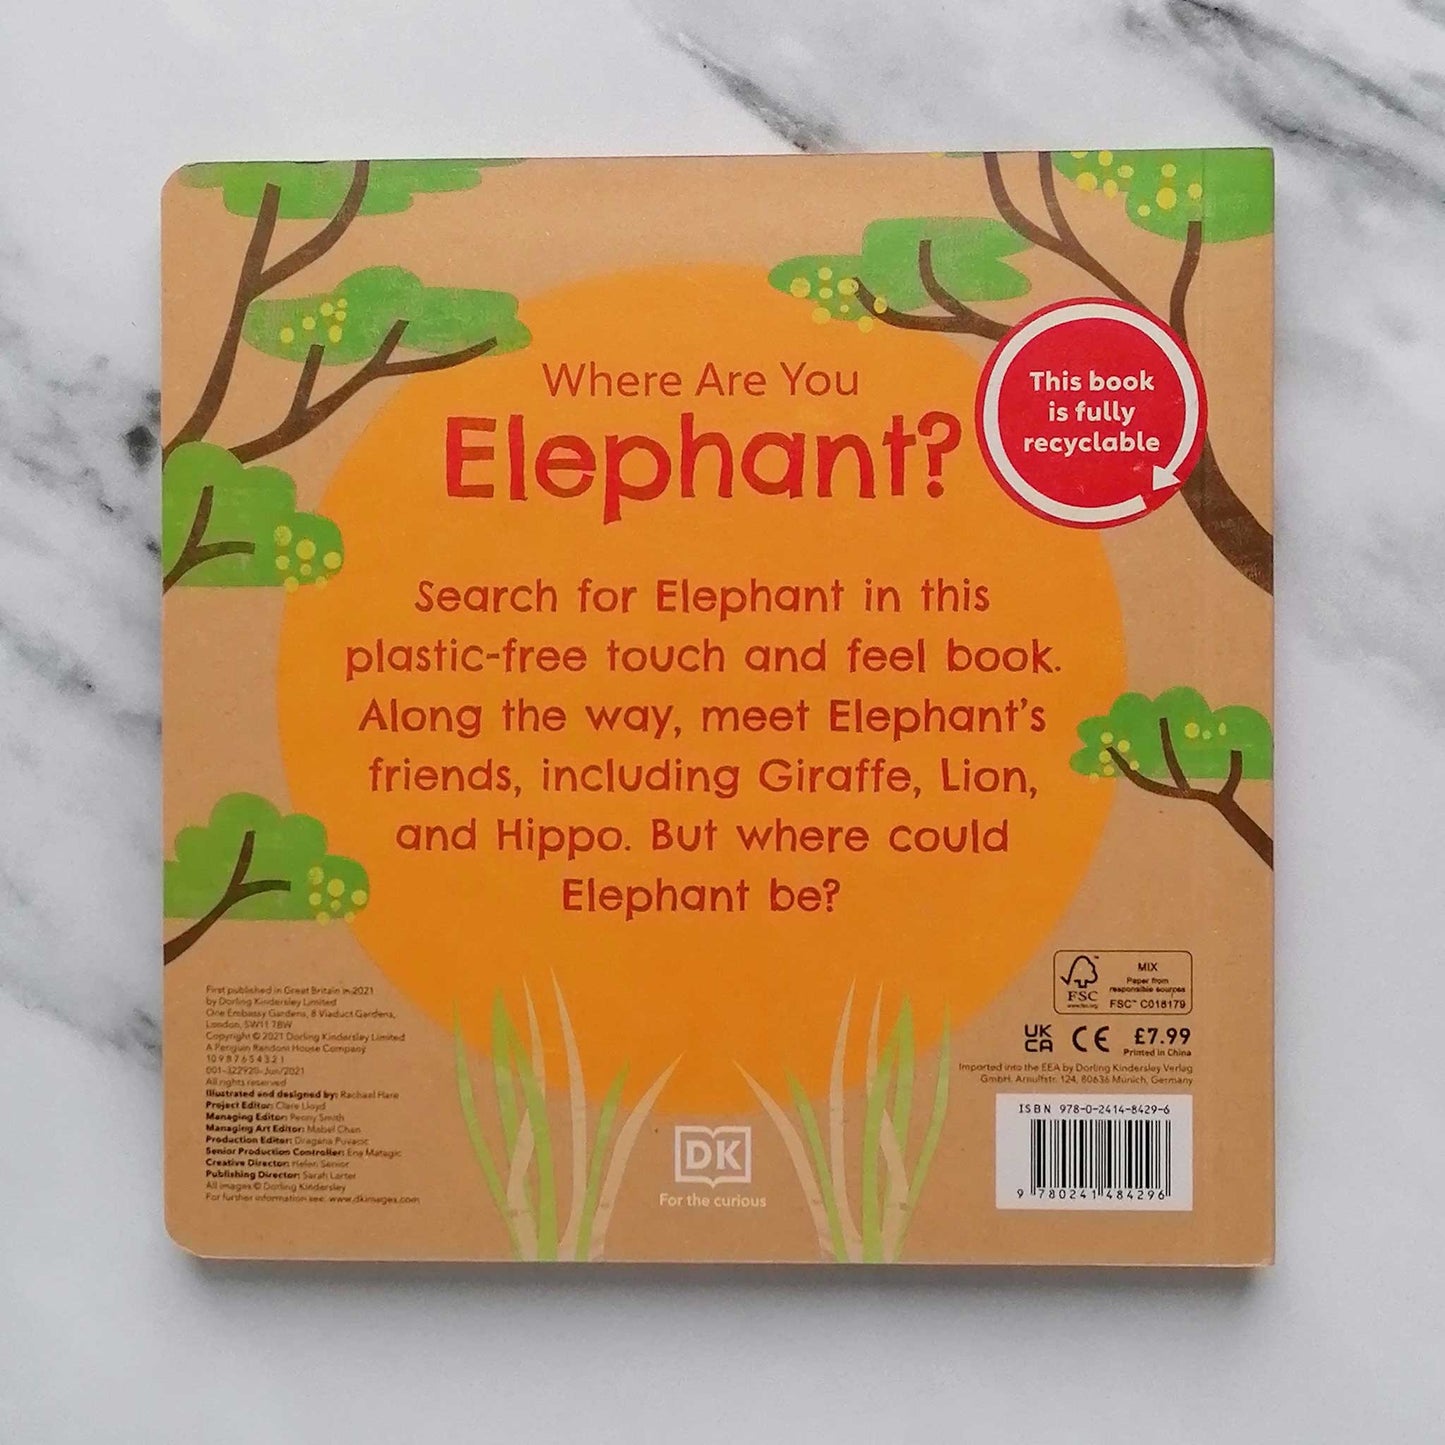 Where Are You
Elephant?
This book
is fully
recyclable
Search for Elephant in this
plastic-free touch and feel book.
Along the way, meet Elephant's
friends, including Giraffe, Lion,
and Hippo. But where could
Elephant be?
First published in Great Britain in 2021
by Dorling Kindersley Limited
One Embassy Gardens, 8 Viaduct Gardens,
London, SW11 7BW
Copyright © 2021 Dorling Kindersley Limited
A Penguin Random House Company
10 9 8 7 6 5 4 3 2 1
001-322920-Jun/2021
All rights reserved
Illustrated and designed by: Rachael Hare
Project Editor: Clare Lloyd
Managing Editor: Penny Smith
Managing Art Editor: Mabel Chan
Production Editor: Dragana Puvacic
Senior Production Controller: Ena Matagic
Creative Director: Helen Senior
Publishing Director: Sarah Larter
All images © Dorling Kindersley
For further information see: www.dkimages.com
DK
For the curious
FSC™
www.fsc.org
MIX
Paper from
responsible sources
FSC™ C018179
UK
CA
CE
£7.99
Printed in China
Imported into the EEA by Dorling Kindersley Verlag
GmbH. Arnulfstr. 124, 80636 Munich, Germany
ISBN 978-0-2414-8429-6
9 780241 484296